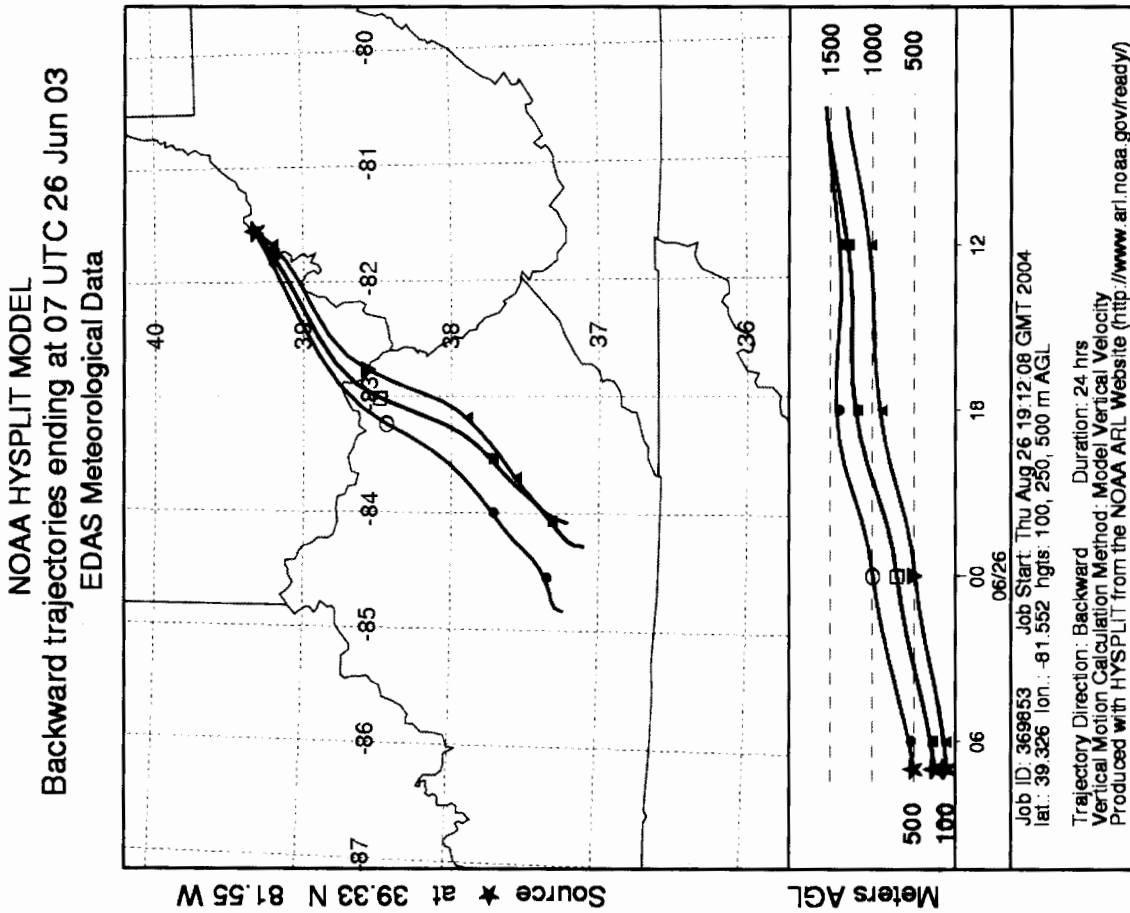 NOAA HYSPLIT MODEL
Backward trajectories ending at 07 UTC 26 Jun 03
EDAS Meteorological Data
Source ★ at 39.33 N 81.55 W
40
39
38
37
36
-87
-86
-85
-84
-83
-82
-81
-80
Meters AGL
500
100
1500
1000
500
06
00
18
12
06/26
Job ID: 369853 Job Start: Thu Aug 26 19:12:08 GMT 2004
lat.: 39.326 lon.: -81.552 hgts: 100, 250, 500 m AGL
Trajectory Direction: Backward Duration: 24 hrs
Vertical Motion Calculation Method: Model Vertical Velocity
Produced with HYSPLIT from the NOAA ARL Website (http://www.arl.noaa.gov/ready/)